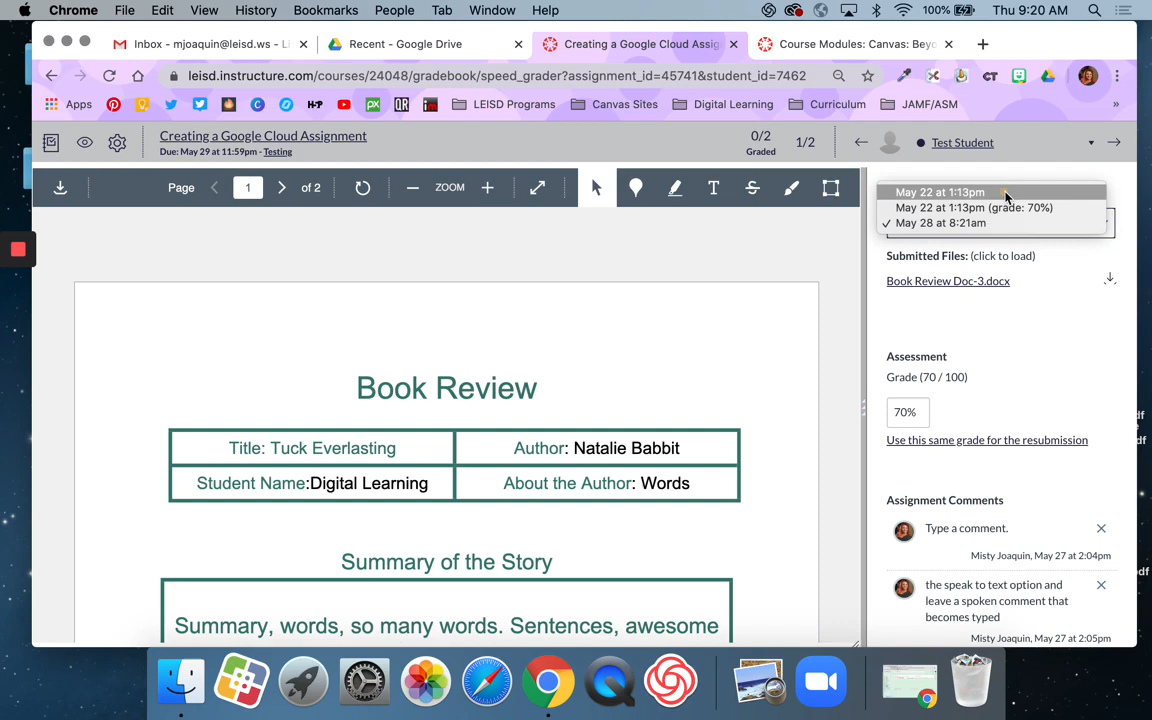 Chrome File Edit View History Bookmarks People Tab Window Help 100% Thu 9:20 AM
Inbox - mjoaquin@leisd.ws - L Recent - Google Drive Creating a Google Cloud Assig Course Modules: Canvas: Bey
leisd.instructure.com/courses/24048/gradebook/speed_grader?assignment_id=45741&student_id=7462
Apps LEISD Programs Canvas Sites Digital Learning Curriculum JAMF/ASM »
Creating a Google Cloud Assignment
Due: May 29 at 11:59pm - Testing
0/2
Graded
1/2
Test Student
Page 1 of 2 ZOOM
May 22 at 1:13pm
May 22 at 1:13pm (grade: 70%)
✓ May 28 at 8:21am
Submitted Files: (click to load)
Book Review Doc-3.docx
Assessment
Grade (70 / 100)
70%
Use this same grade for the resubmission
Assignment Comments
Type a comment.
Misty Joaquin, May 27 at 2:04pm
the speak to text option and
leave a spoken comment that
becomes typed
Misty Joaquin, May 27 at 2:05pm
Book Review
Title: Tuck Everlasting Author: Natalie Babbit
Student Name:Digital Learning About the Author: Words
Summary of the Story
Summary, words, so many words. Sentences, awesome